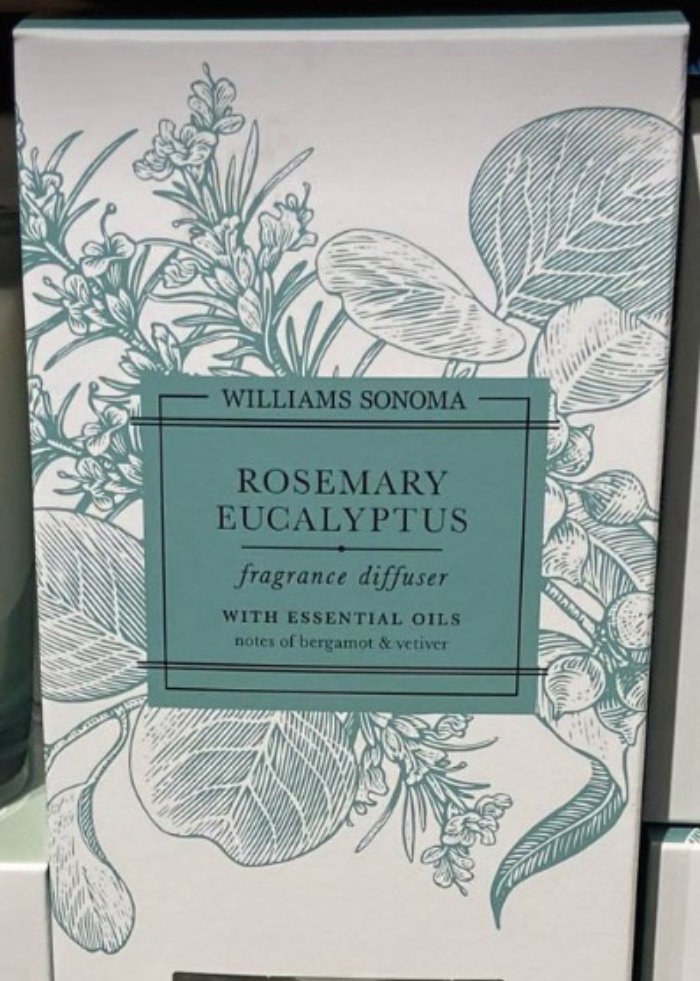 WILLIAMS SONOMA
ROSEMARY
EUCALYPTUS
fragrance diffuser
WITH ESSENTIAL OILS
notes of bergamot & vetiver